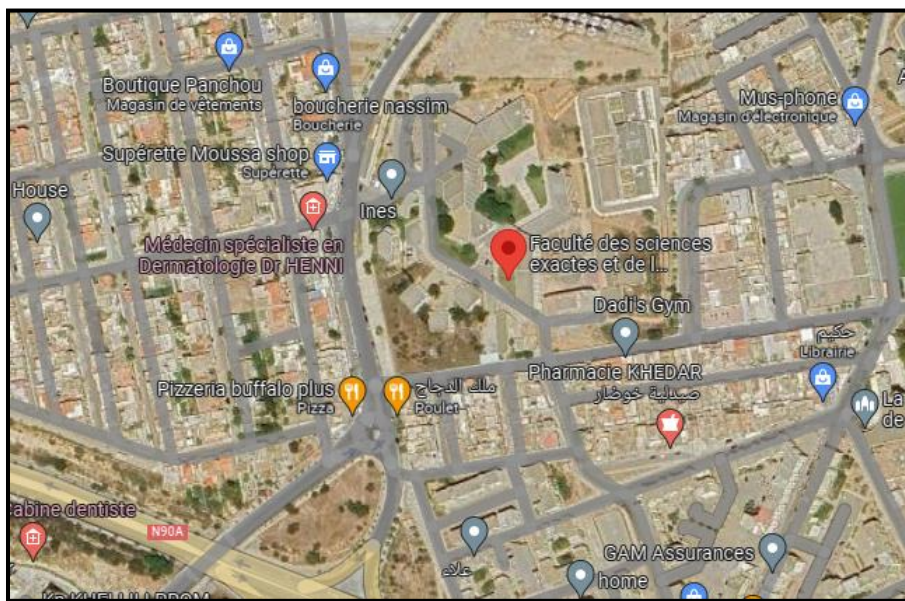 Boutique Panchou
Magasin de vêtements
boucherie nassim
Boucherie
Mus-phone
Magasin d'électronique
Supérette Moussa shop
Supérette
House
Ines
Médecin spécialiste en
Dermatologie Dr HENNI
Faculté des sciences
exactes et de l...
Dadi's Gym
حكيم
Librairie
Pharmacie KHEDAR
صيدلية خوضار
Pizzeria buffalo plus
Pizza
ملك الدجاج
Poulet
La
de
Cabine dentiste
N90A
علاء
GAM Assurances
home